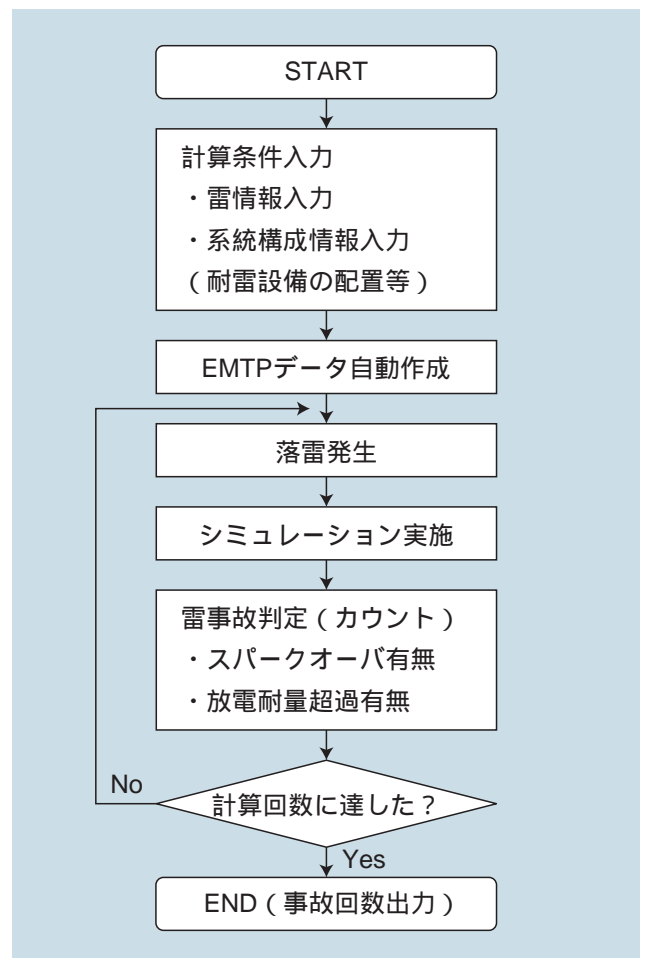 START
計算条件入力
・雷情報入力
・系統構成情報入力
（耐雷設備の配置等）
EMTPデータ自動作成
落雷発生
シミュレーション実施
雷事故判定（カウント）
・スパークオーバ有無
・放電耐量超過有無
No
計算回数に達した？
Yes
END（事故回数出力）